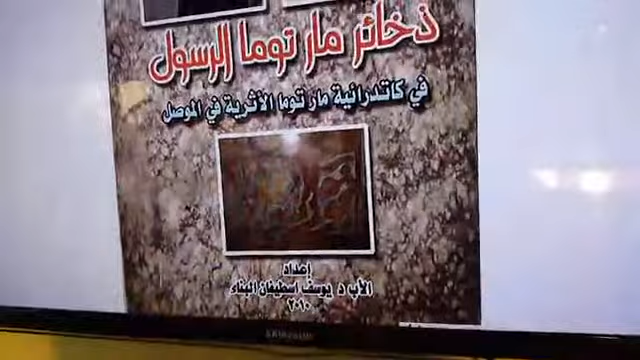 ذخائر مار توما الرسول
في كاتدرائية مار توما الأثرية في الموصل
إعداد
الأب د يوسف اسطيفان البناء
٢٠١٠